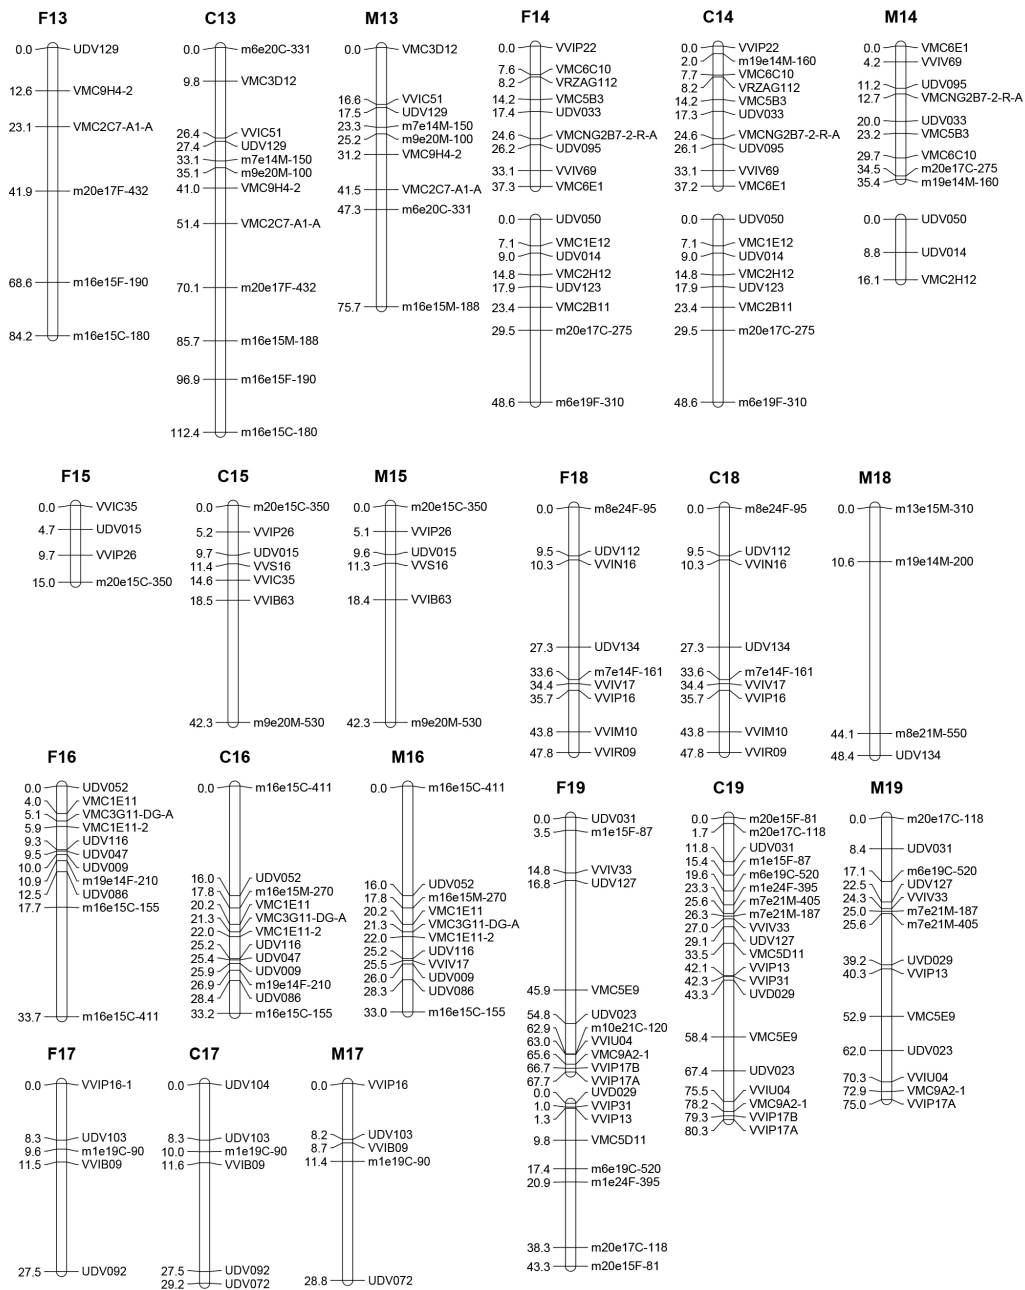 F13
0.0 UDV129
12.6 VMC9H4-2
23.1 VMC2C7-A1-A
41.9 m20e17F-432
68.6 m16e15F-190
84.2 m16e15C-180
C13
0.0 m6e20C-331
9.8 VMC3D12
26.4 VVIC51
27.4 UDV129
33.1 m7e14M-150
35.1 m9e20M-100
41.0 VMC9H4-2
51.4 VMC2C7-A1-A
70.1 m20e17F-432
85.7 m16e15M-188
96.9 m16e15F-190
112.4 m16e15C-180
M13
0.0 VMC3D12
16.6 VVIC51
17.5 UDV129
23.3 m7e14M-150
25.2 m9e20M-100
31.2 VMC9H4-2
41.5 VMC2C7-A1-A
47.3 m6e20C-331
75.7 m16e15M-188
F14
0.0 VVIP22
7.6 VMC6C10
8.2 VRZAG112
14.2 VMC5B3
17.4 UDV033
24.6 VMCNG2B7-2-R-A
26.2 UDV095
33.1 VVIV69
37.3 VMC6E1
0.0 UDV050
7.1 VMC1E12
9.0 UDV014
14.8 VMC2H12
17.9 UDV123
23.4 VMC2B11
29.5 m20e17C-275
48.6 m6e19F-310
C14
0.0 VVIP22
2.0 m19e14M-160
7.7 VMC6C10
8.2 VRZAG112
14.2 VMC5B3
17.3 UDV033
24.6 VMCNG2B7-2-R-A
26.1 UDV095
33.1 VVIV69
37.2 VMC6E1
0.0 UDV050
7.1 VMC1E12
9.0 UDV014
14.8 VMC2H12
17.9 UDV123
23.4 VMC2B11
29.5 m20e17C-275
48.6 m6e19F-310
M14
0.0 VMC6E1
4.2 VVIV69
11.2 UDV095
12.7 VMCNG2B7-2-R-A
20.0 UDV033
23.2 VMC5B3
29.7 VMC6C10
34.5 m20e17C-275
35.4 m19e14M-160
0.0 UDV050
8.8 UDV014
16.1 VMC2H12
F15
0.0 VVIC35
4.7 UDV015
9.7 VVIP26
15.0 m20e15C-350
C15
0.0 m20e15C-350
5.2 VVIP26
9.7 UDV015
11.4 VVS16
14.6 VVIC35
18.5 VVIB63
42.3 m9e20M-530
M15
0.0 m20e15C-350
5.1 VVIP26
9.6 UDV015
11.3 VVS16
18.4 VVIB63
42.3 m9e20M-530
F18
0.0 m8e24F-95
9.5 UDV112
10.3 VVIN16
27.3 UDV134
33.6 m7e14F-161
34.4 VVIV17
35.7 VVIP16
43.8 VVIM10
47.8 VVIR09
C18
0.0 m8e24F-95
9.5 UDV112
10.3 VVIN16
27.3 UDV134
33.6 m7e14F-161
34.4 VVIV17
35.7 VVIP16
43.8 VVIM10
47.8 VVIR09
M18
0.0 m13e15M-310
10.6 m19e14M-200
44.1 m8e21M-550
48.4 UDV134
F16
0.0 UDV052
4.0 VMC1E11
5.1 VMC3G11-DG-A
5.9 VMC1E11-2
9.3 UDV116
9.5 UDV047
10.0 UDV009
10.9 m19e14F-210
12.5 UDV086
17.7 m16e15C-155
33.7 m16e15C-411
C16
0.0 m16e15C-411
16.0 UDV052
17.8 m16e15M-270
20.2 VMC1E11
21.3 VMC3G11-DG-A
22.0 VMC1E11-2
25.2 UDV116
25.4 UDV047
25.9 UDV009
26.9 m19e14F-210
28.4 UDV086
33.2 m16e15C-155
M16
0.0 m16e15C-411
16.0 UDV052
17.8 m16e15M-270
20.2 VMC1E11
21.3 VMC3G11-DG-A
22.0 VMC1E11-2
25.2 UDV116
25.5 VVIV17
26.0 UDV009
28.3 UDV086
33.0 m16e15C-155
F19
0.0 UDV031
3.5 m1e15F-87
14.8 VVIV33
16.8 UDV127
45.9 VMC5E9
54.8 UDV023
62.9 m10e21C-120
63.0 VVIU04
65.6 VMC9A2-1
66.7 VVIP17B
67.7 VVIP17A
0.0 UVD029
1.0 VVIP31
1.3 VVIP13
9.8 VMC5D11
17.4 m6e19C-520
20.9 m1e24F-395
38.3 m20e17C-118
43.3 m20e15F-81
C19
0.0 m20e15F-81
1.7 m20e17C-118
11.8 UDV031
15.4 m1e15F-87
19.6 m6e19C-520
23.3 m1e24F-395
25.6 m7e21M-405
26.3 m7e21M-187
27.0 VVIV33
29.1 UDV127
33.5 VMC5D11
42.1 VVIP13
42.3 VVIP31
43.3 UVD029
58.4 VMC5E9
67.4 UDV023
75.5 VVIU04
78.2 VMC9A2-1
79.3 VVIP17B
80.3 VVIP17A
M19
0.0 m20e17C-118
8.4 UDV031
17.1 m6e19C-520
22.5 UDV127
24.3 VVIV33
25.0 m7e21M-187
25.6 m7e21M-405
39.2 UVD029
40.3 VVIP13
52.9 VMC5E9
62.0 UDV023
70.3 VVIU04
72.9 VMC9A2-1
75.0 VVIP17A
F17
0.0 VVIP16-1
8.3 UDV103
9.6 m1e19C-90
11.5 VVIB09
27.5 UDV092
C17
0.0 UDV104
8.3 UDV103
10.0 m1e19C-90
11.6 VVIB09
27.5 UDV092
29.2 UDV072
M17
0.0 VVIP16
8.2 UDV103
8.7 VVIB09
11.4 m1e19C-90
28.8 UDV072